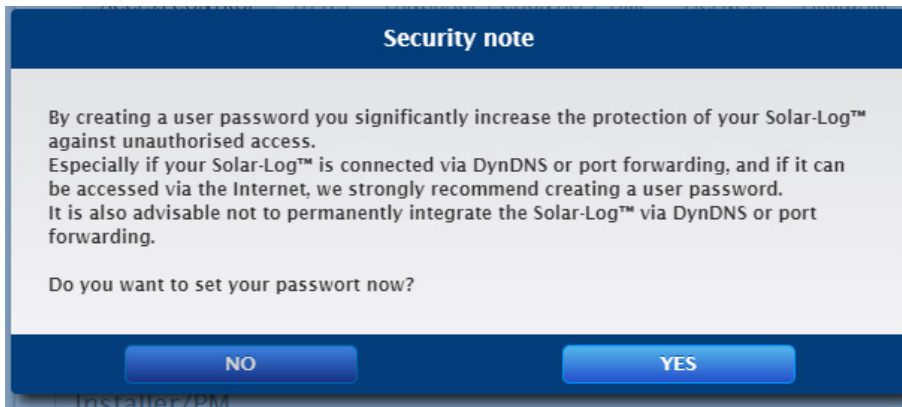 Security note
By creating a user password you significantly increase the protection of your Solar-Log™
against unauthorised access.
Especially if your Solar-Log™ is connected via DynDNS or port forwarding, and if it can
be accessed via the Internet, we strongly recommend creating a user password.
It is also advisable not to permanently integrate the Solar-Log™ via DynDNS or port
forwarding.
Do you want to set your passwort now?
NO YES
Installer/PM